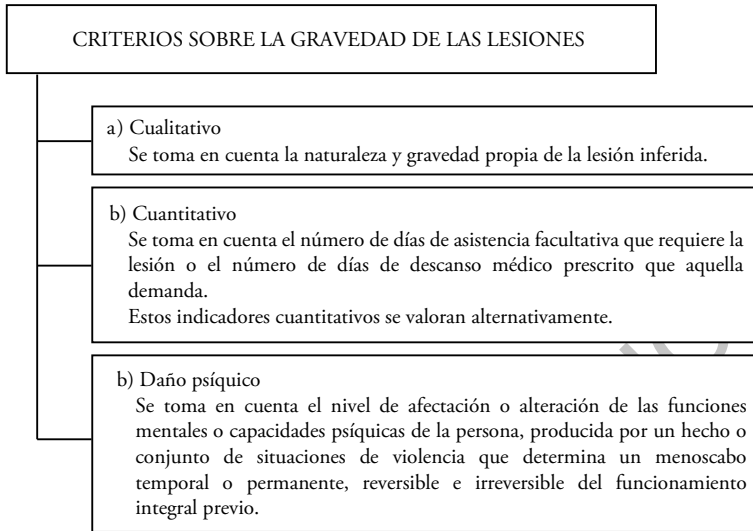 CRITERIOS SOBRE LA GRAVEDAD DE LAS LESIONES
a) Cualitativo
Se toma en cuenta la naturaleza y gravedad propia de la lesión inferida.
b) Cuantitativo
Se toma en cuenta el número de días de asistencia facultativa que requiere la
lesión o el número de días de descanso médico prescrito que aquella
demanda.
Estos indicadores cuantitativos se valoran alternativamente.
b) Daño psíquico
Se toma en cuenta el nivel de afectación o alteración de las funciones
mentales o capacidades psíquicas de la persona, producida por un hecho o
conjunto de situaciones de violencia que determina un menoscabo
temporal o permanente, reversible e irreversible del funcionamiento
integral previo.